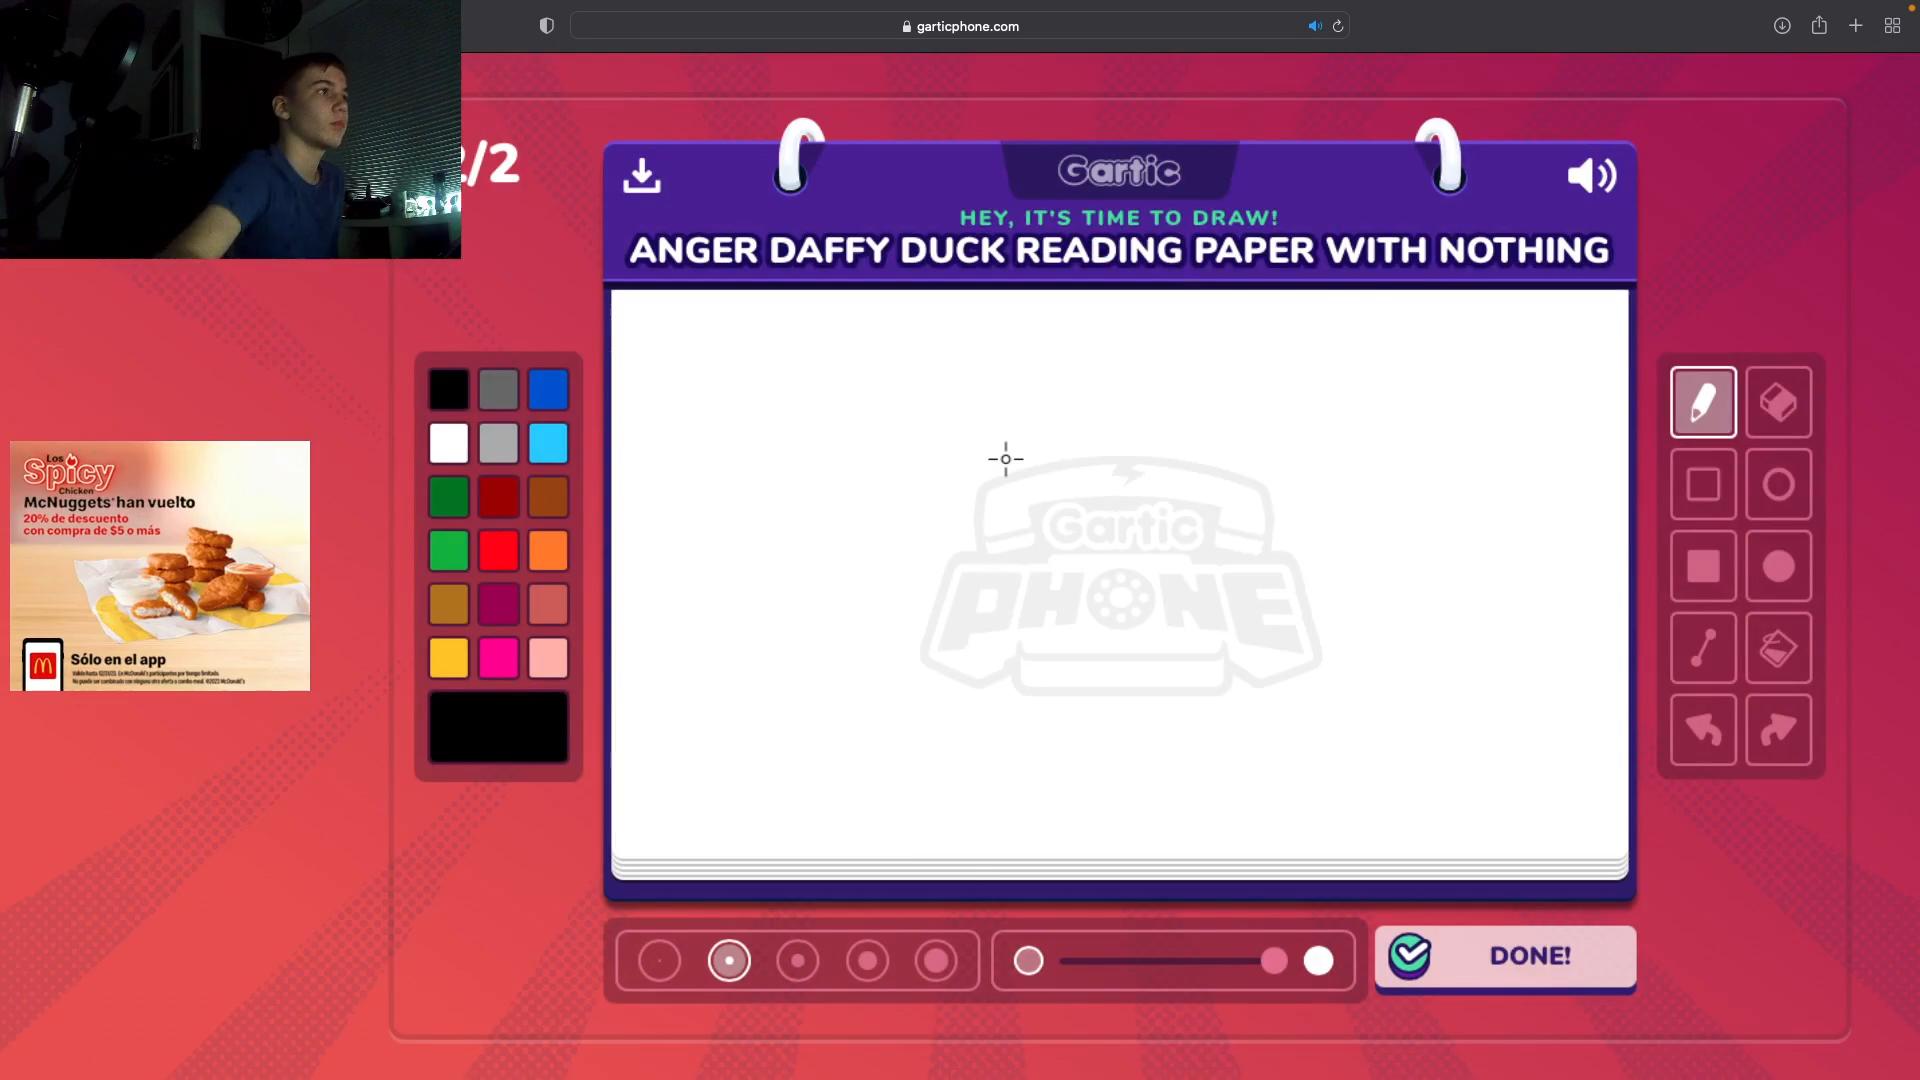 garticphone.com
2/2
Gartic
HEY, IT'S TIME TO DRAW!
ANGER DAFFY DUCK READING PAPER WITH NOTHING
Gartic
PHONE
Los
Spicy
Chicken
McNuggets® han vuelto
20% de descuento
con compra de $5 o más
Sólo en el app
DONE!